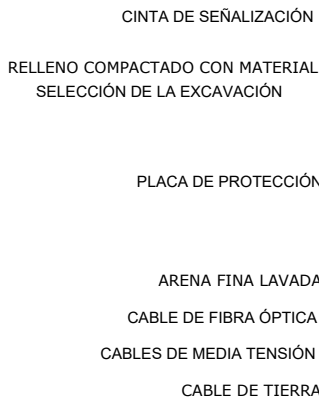 CINTA DE SEÑALIZACIÓN
RELLENO COMPACTADO CON MATERIAL
SELECCIÓN DE LA EXCAVACIÓN
PLACA DE PROTECCIÓN
ARENA FINA LAVADA
CABLE DE FIBRA ÓPTICA
CABLES DE MEDIA TENSIÓN
CABLE DE TIERRA